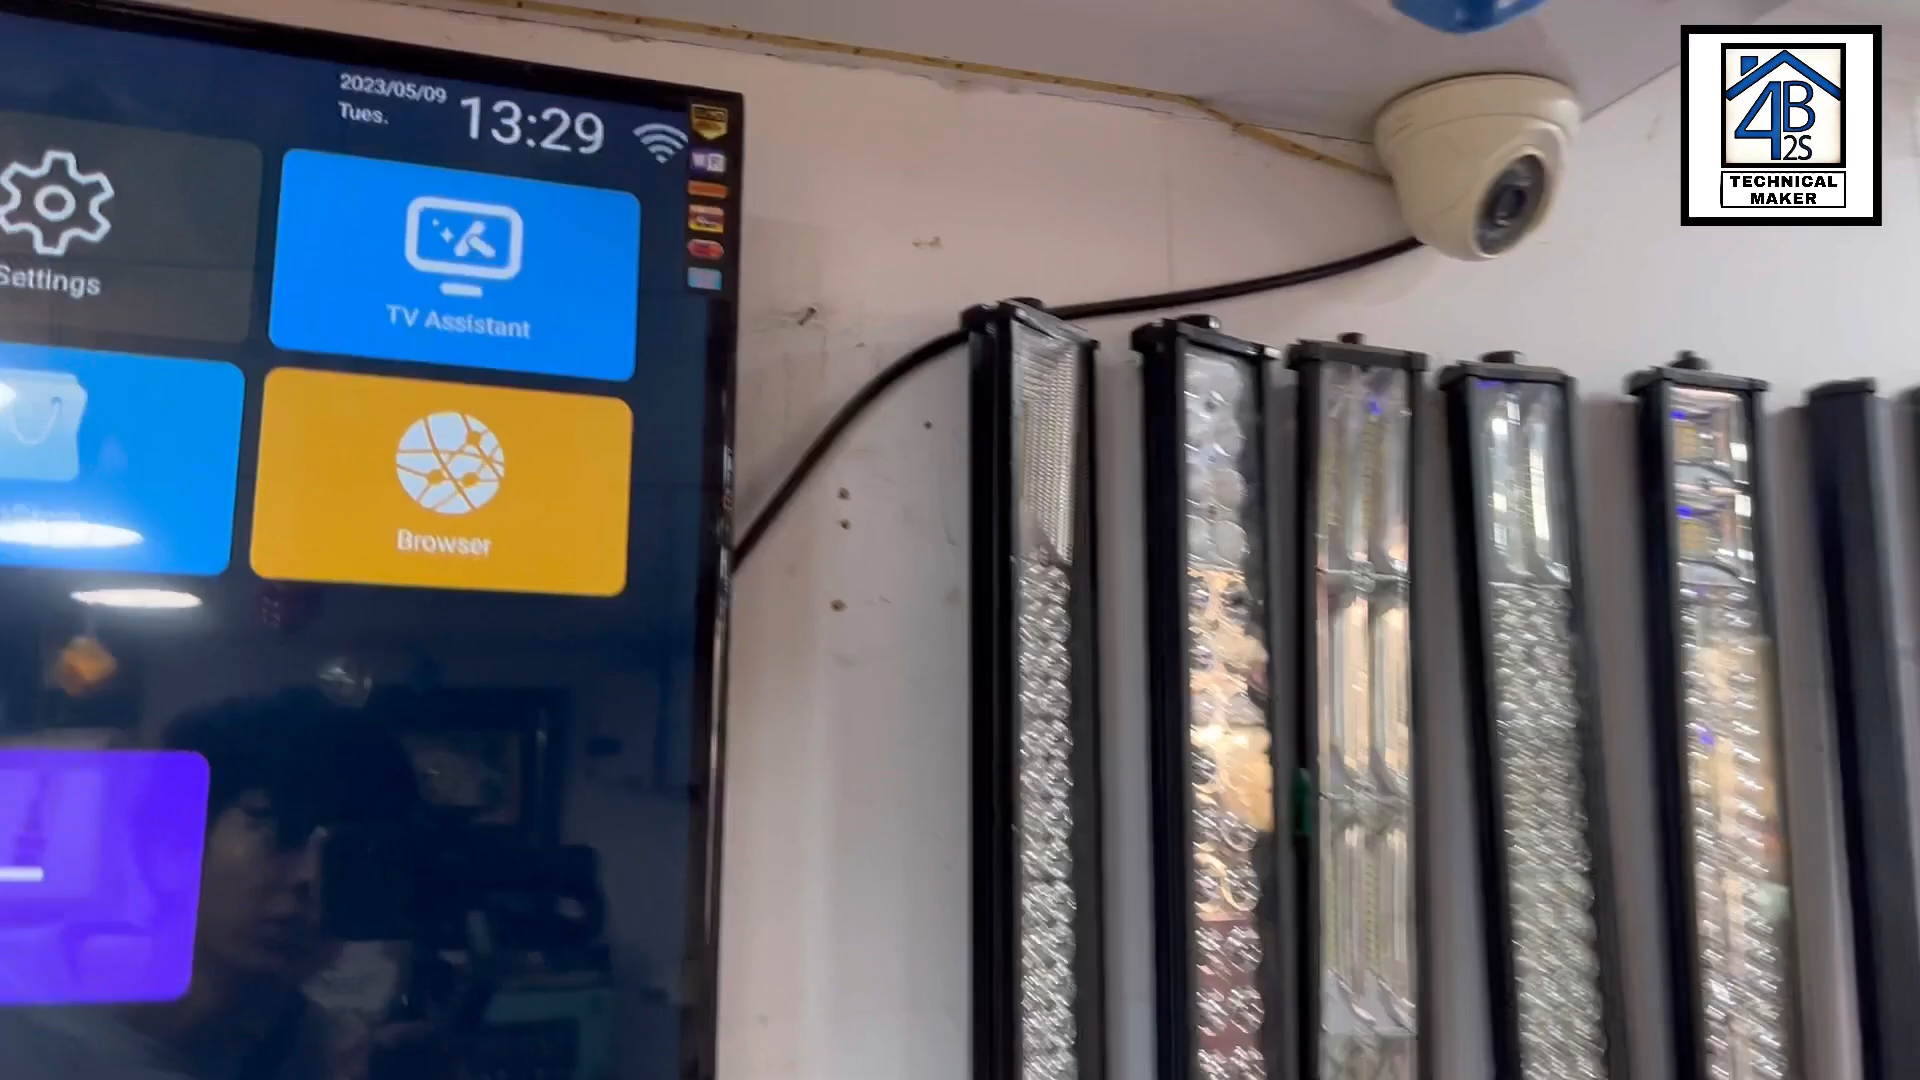 2023/05/09
Tues.
13:29
Settings
TV Assistant
Browser
4B
2S
TECHNICAL
MAKER